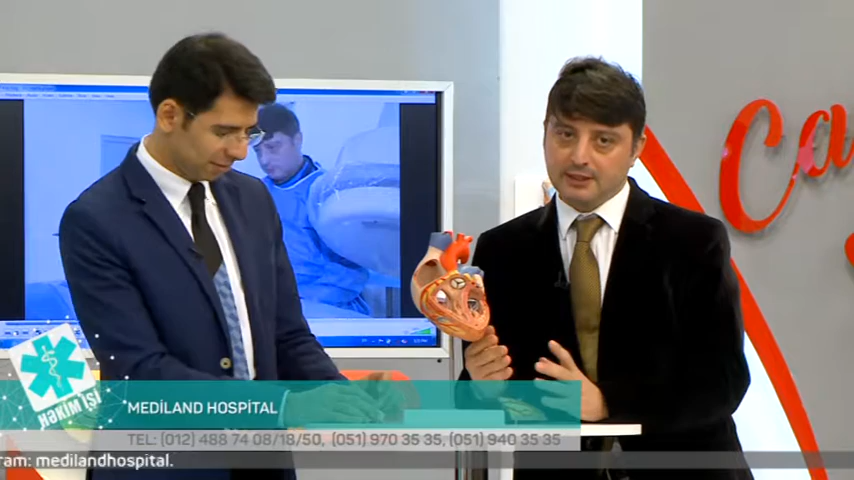 Ca
HƏKİM İŞİ
MEDİLAND HOSPİTAL
TEL: (012) 488 74 08/18/50, (051) 970 35 35, (051) 940 35 35
ram: medilandhospital.